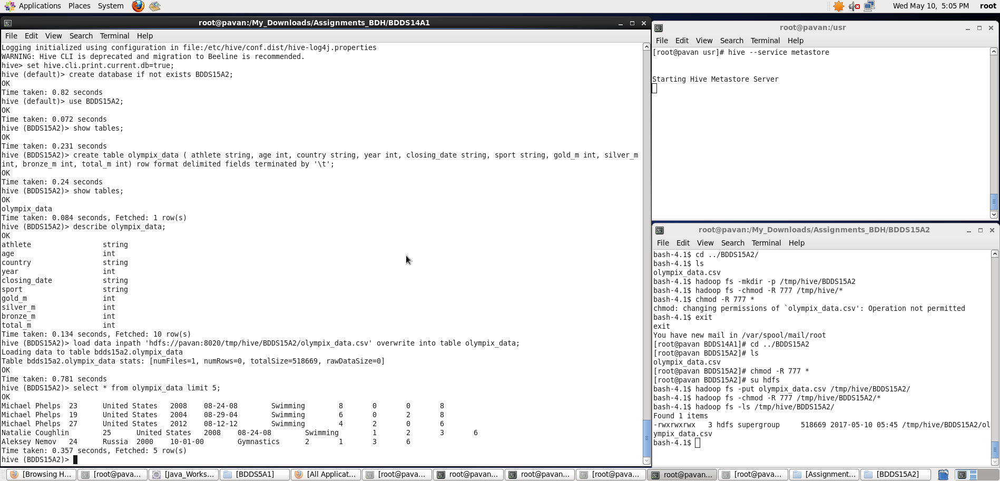 Applications Places System Wed May 10, 5:05 PM root
root@pavan:/My_Downloads/Assignments_BDH/BDDS14A1
File Edit View Search Terminal Help
Logging initialized using configuration in file:/etc/hive/conf.dist/hive-log4j.properties
WARNING: Hive CLI is deprecated and migration to Beeline is recommended.
hive> set hive.cli.print.current.db=true;
hive (default)> create database if not exists BDDS15A2;
OK
Time taken: 0.82 seconds
hive (default)> use BDDS15A2;
OK
Time taken: 0.072 seconds
hive (BDDS15A2)> show tables;
OK
Time taken: 0.231 seconds
hive (BDDS15A2)> create table olympix_data ( athlete string, age int, country string, year int, closing_date string, sport string, gold_m int, silver_m
int, bronze_m int, total_m int) row format delimited fields terminated by '\t';
OK
Time taken: 0.24 seconds
hive (BDDS15A2)> show tables;
OK
olympix_data
Time taken: 0.084 seconds, Fetched: 1 row(s)
hive (BDDS15A2)> describe olympix_data;
OK
athlete string
age int
country string
year int
closing_date string
sport string
gold_m int
silver_m int
bronze_m int
total_m int
Time taken: 0.134 seconds, Fetched: 10 row(s)
hive (BDDS15A2)> load data inpath 'hdfs://pavan:8020/tmp/hive/BDDS15A2/olympix_data.csv' overwrite into table olympix_data;
Loading data to table bdds15a2.olympix_data
Table bdds15a2.olympix_data stats: [numFiles=1, numRows=0, totalSize=518669, rawDataSize=0]
OK
Time taken: 0.781 seconds
hive (BDDS15A2)> select * from olympix_data limit 5;
OK
Michael Phelps 23 United States 2008 08-24-08 Swimming 8 0 0 8
Michael Phelps 19 United States 2004 08-29-04 Swimming 6 0 2 8
Michael Phelps 27 United States 2012 08-12-12 Swimming 4 2 0 6
Natalie Coughlin 25 United States 2008 08-24-08 Swimming 1 2 3 6
Aleksey Nemov 24 Russia 2000 10-01-00 Gymnastics 2 1 3 6
Time taken: 0.357 seconds, Fetched: 5 row(s)
hive (BDDS15A2)>
root@pavan:/usr
File Edit View Search Terminal Help
[root@pavan usr]# hive --service metastore
Starting Hive Metastore Server
root@pavan:/My_Downloads/Assignments_BDH/BDDS15A2
File Edit View Search Terminal Help
bash-4.1$ cd ../BDDS15A2/
bash-4.1$ ls
olympix_data.csv
bash-4.1$ hadoop fs -mkdir -p /tmp/hive/BDDS15A2
bash-4.1$ hadoop fs -chmod -R 777 /tmp/hive/*
bash-4.1$ chmod -R 777 *
chmod: changing permissions of `olympix_data.csv': Operation not permitted
bash-4.1$ exit
exit
You have new mail in /var/spool/mail/root
[root@pavan BDDS14A1]# cd ../BDDS15A2
[root@pavan BDDS15A2]# ls
olympix_data.csv
[root@pavan BDDS15A2]# chmod -R 777 *
[root@pavan BDDS15A2]# su hdfs
bash-4.1$ hadoop fs -put olympix_data.csv /tmp/hive/BDDS15A2/
bash-4.1$ hadoop fs -chmod -R 777 /tmp/hive/BDDS15A2/*
bash-4.1$ hadoop fs -ls /tmp/hive/BDDS15A2/
Found 1 items
-rwxrwxrwx 3 hdfs supergroup 518669 2017-05-10 05:45 /tmp/hive/BDDS15A2/ol
ympix_data.csv
bash-4.1$
[Browsing H... [root@pava... [Java_Works... [BDDS5A1] [All Applicat... [root@pava... root@pavan... root@pavan... [root@pava... root@pavan... [root@pava... [Assignment... [BDDS15A2]